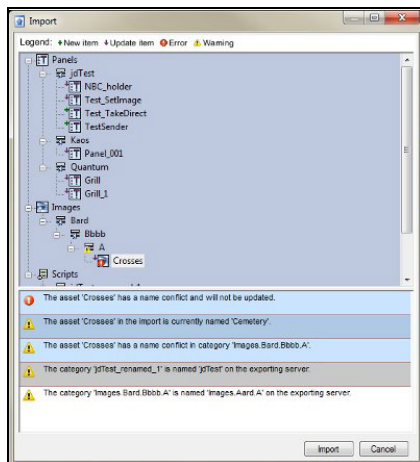 Import
Legend: New item Update item Error Warning
Panels
jdTest
NBC_holder
Test_SetImage
Test_TakeDirect
TestSender
Kaos
Panel_001
Quantum
Grill
Grill_1
Images
Bard
Bbbb
A
Crosses
Scripts
The asset 'Crosses' has a name conflict and will not be updated.
The asset 'Crosses' in the import is currently named 'Cemetery'.
The asset 'Crosses' has a name conflict in category 'Images.Bard.Bbbb.A'.
The category 'jdTest_renamed_1' is named 'jdTest' on the exporting server.
The category 'Images.Bard.Bbbb.A' is named 'Images.Aard.A' on the exporting server.
Import Cancel